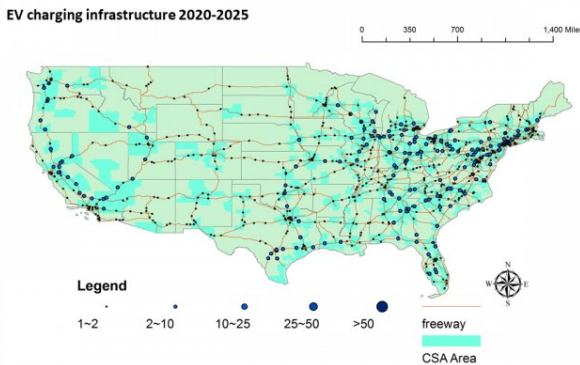 EV charging infrastructure 2020-2025
0 350 700 1,400 Miles
N
W E
S
Legend
1~2 2~10 10~25 25~50 >50 freeway
CSA Area